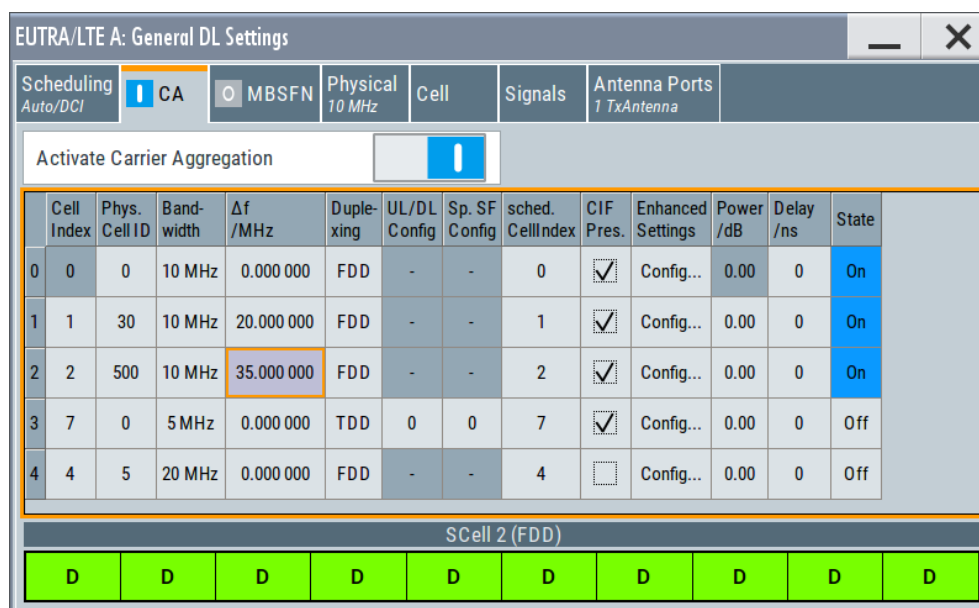 EUTRA/LTE A: General DL Settings
Scheduling Auto/DCI CA MBSFN Physical 10 MHz Cell Signals Antenna Ports 1 TxAntenna
Activate Carrier Aggregation
Cell Index Phys. Cell ID Band-width Δf /MHz Duple-xing UL/DL Config Sp. SF Config sched. CellIndex CIF Pres. Enhanced Settings Power /dB Delay /ns State
0 0 0 10 MHz 0.000 000 FDD - - 0 Config... 0.00 0 On
1 1 30 10 MHz 20.000 000 FDD - - 1 Config... 0.00 0 On
2 2 500 10 MHz 35.000 000 FDD - - 2 Config... 0.00 0 On
3 7 0 5 MHz 0.000 000 TDD 0 0 7 Config... 0.00 0 Off
4 4 5 20 MHz 0.000 000 FDD - - 4 Config... 0.00 0 Off
SCell 2 (FDD)
D D D D D D D D D D